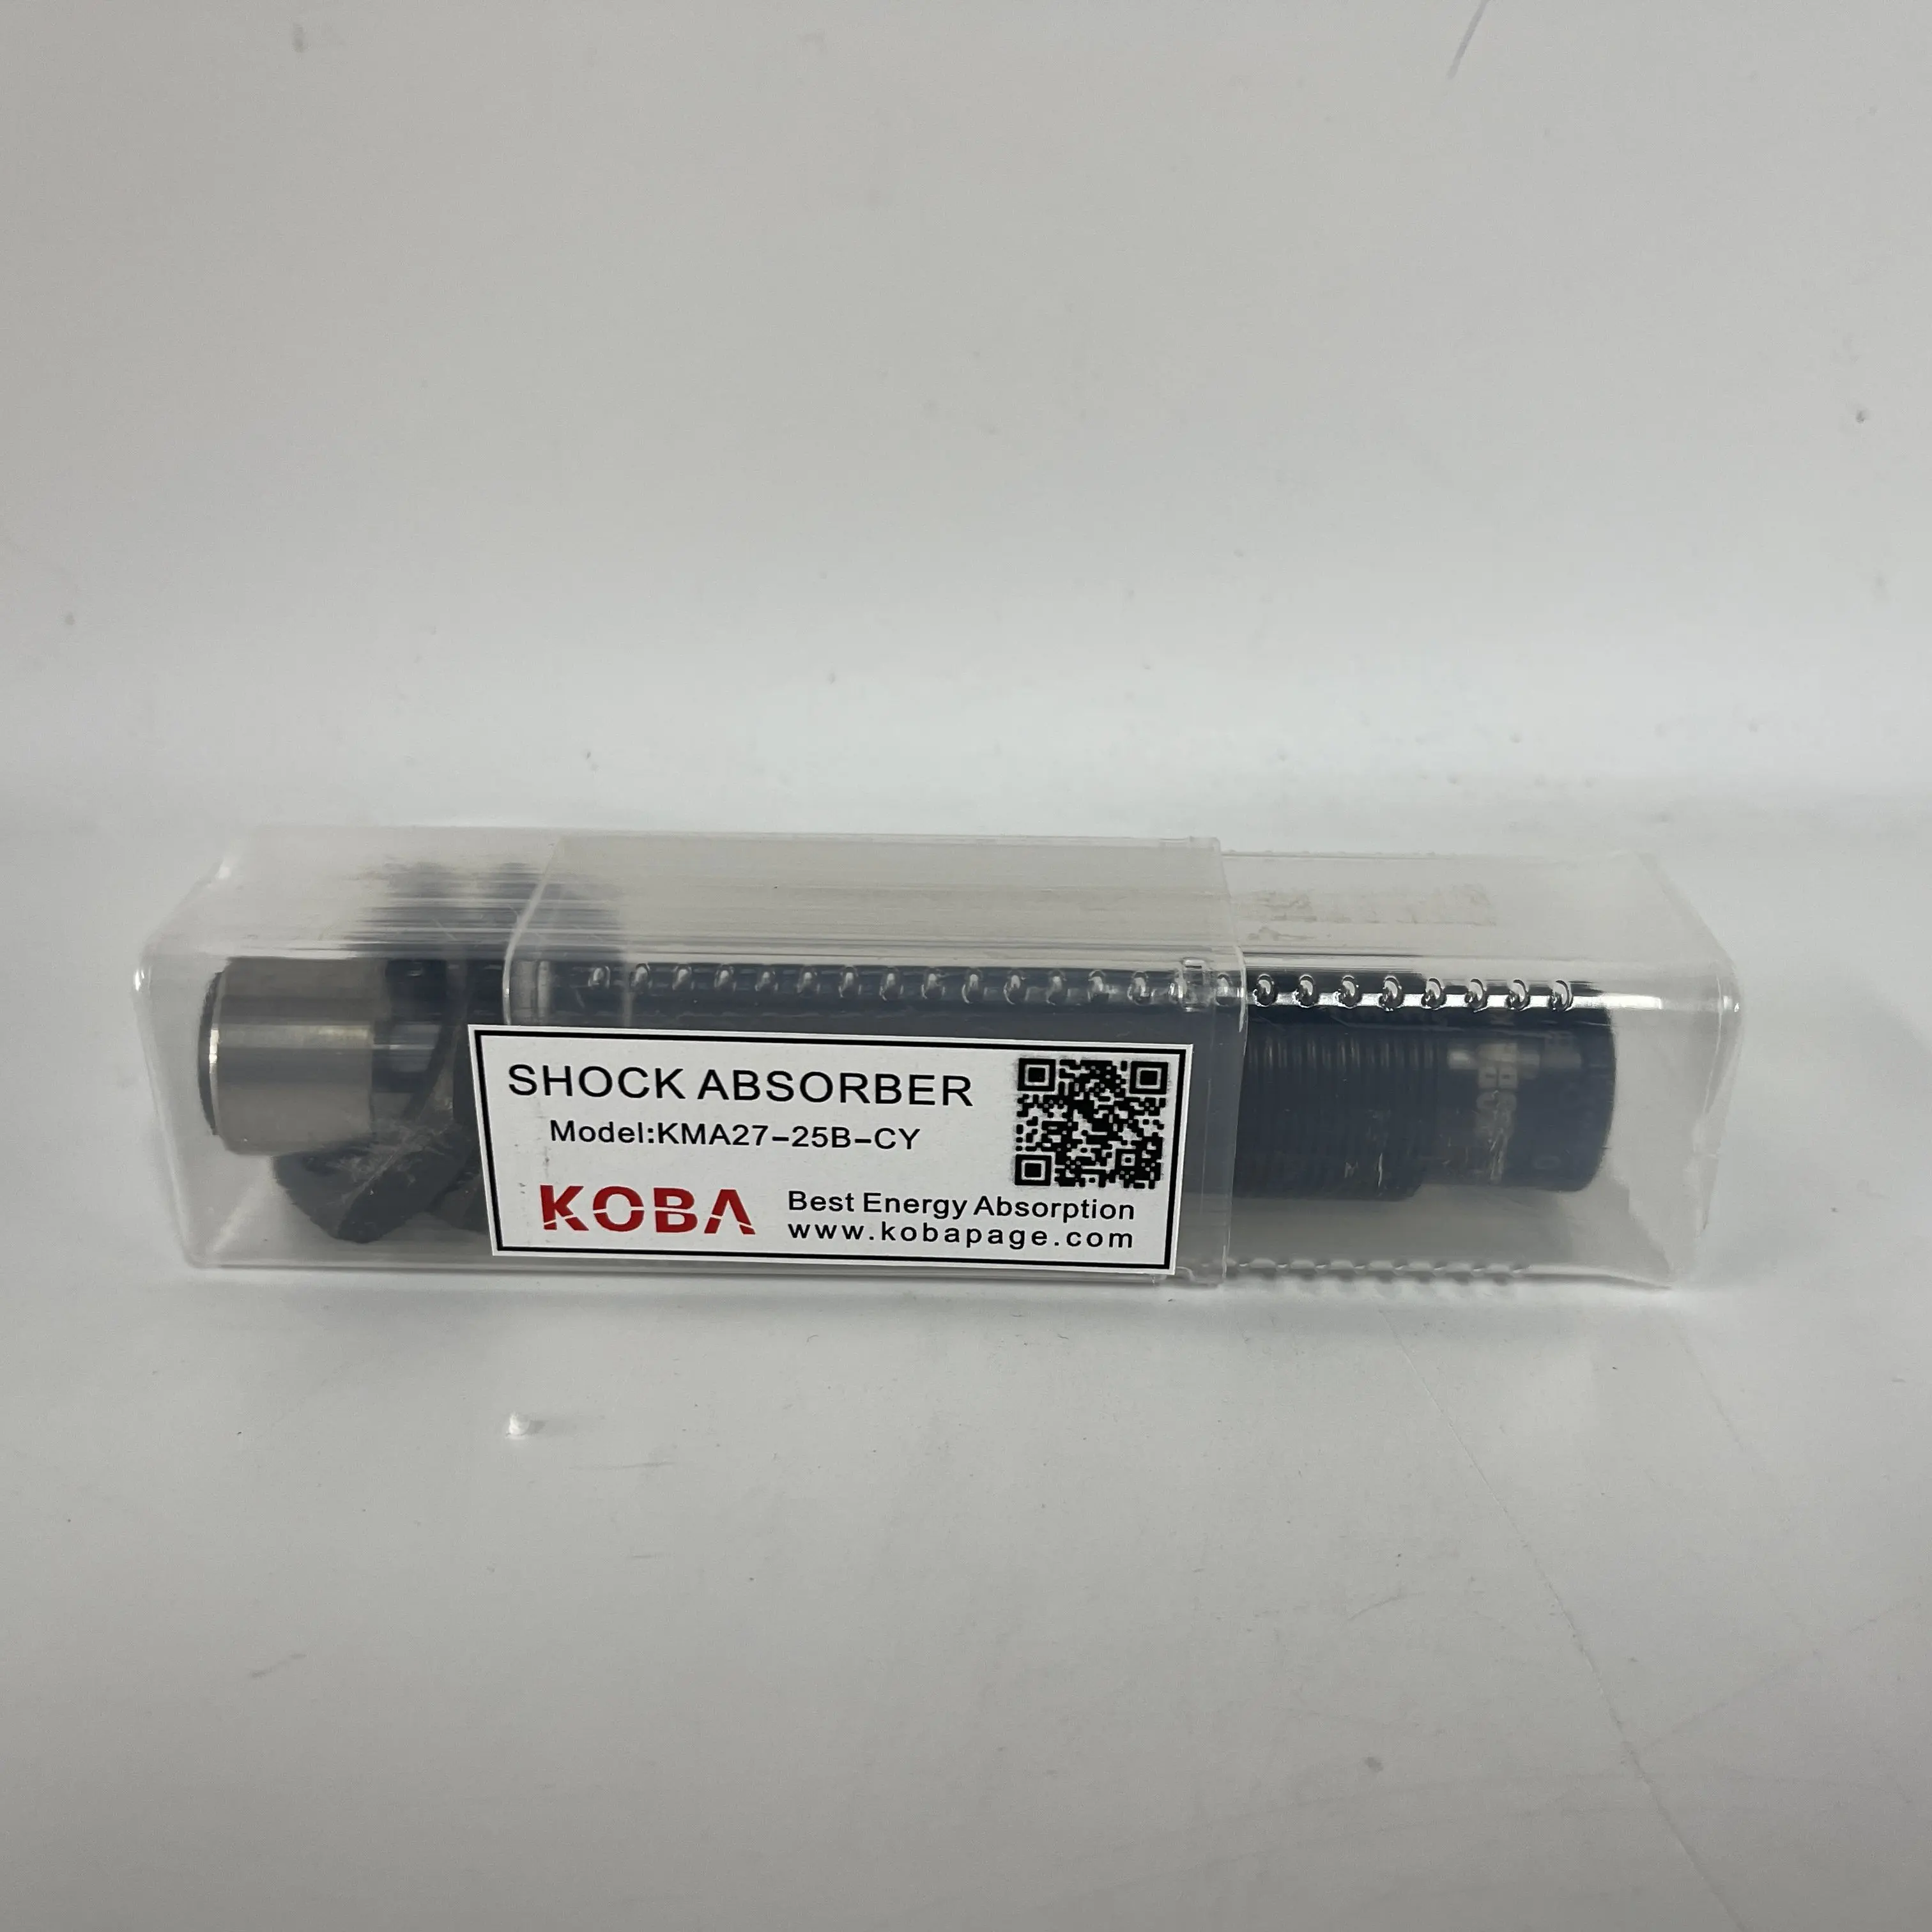 SHOCK ABSORBER
Model:KMA27-25B-CY
KOBA
Best Energy Absorption
www.kobapage.com